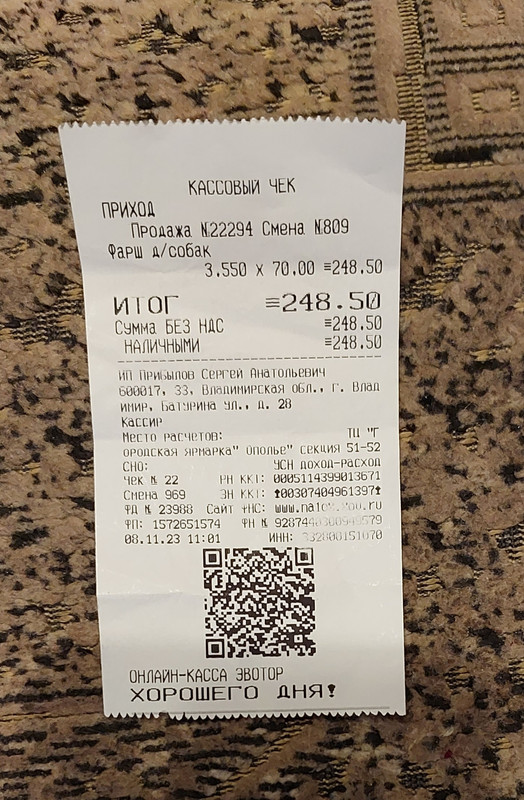 КАССОВЫЙ ЧЕК
ПРИХОД
Продажа №22294 Смена №809
Фарш д/собак
3.550 х 70.00 ≡248.50
ИТОГ ≡248.50
Сумма БЕЗ НДС ≡248.50
НАЛИЧНЫМИ ≡248.50
ИП Прибылов Сергей Анатольевич
600017, 33, Владимирская обл., г. Влад
имир, Батурина ул., д. 28
Кассир
Место расчетов: ТЦ "Г
ородская ярмарка" Ополье" секция 51-52
СНО: УСН доход-расход
Чек № 22 РН ККТ: 0005114399013671
Смена 969 ЗН ККТ: 00307404961397
ФД № 23988 Сайт ФНС:
ФП: 1572651574 ФН №
08.11.23 11:01 ИНН:
ОНЛАЙН-КАССА ЭВОТОР
ХОРОШЕГО ДНЯ!